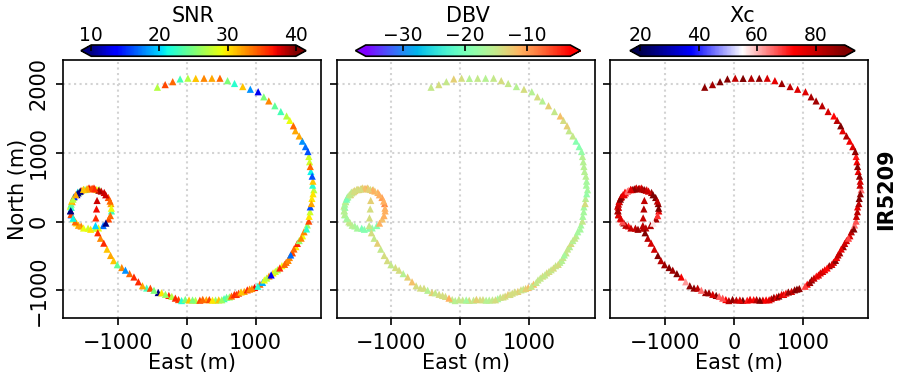 SNR DBV Xc
10 20 30 40 −30 −20 −10 20 40 60 80
2000
1000
0
−1000
North (m)
IR5209
−1000 0 1000 −1000 0 1000 −1000 0 1000
East (m) East (m) East (m)